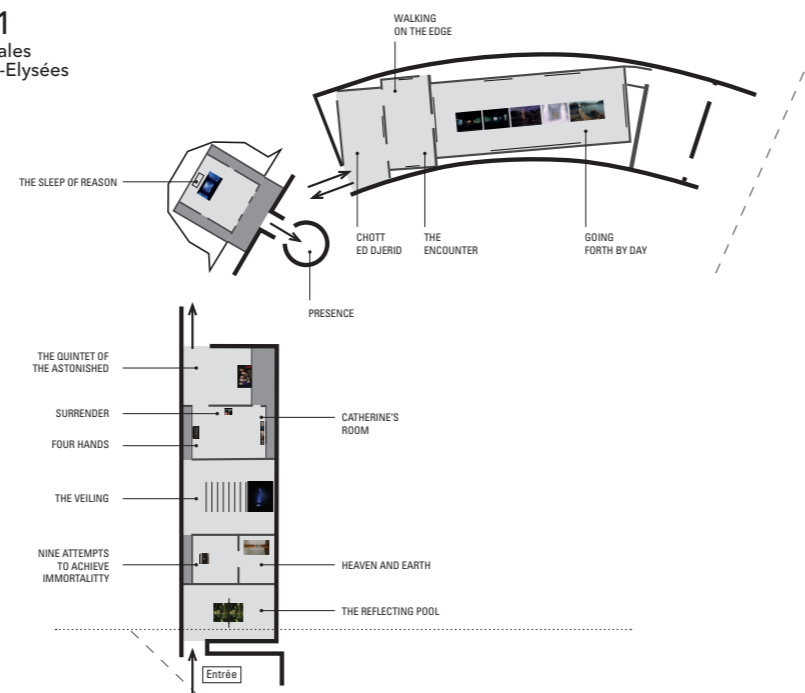 1
ales
-Elysées
WALKING
ON THE EDGE
THE SLEEP OF REASON
CHOTT
ED DJERID
THE
ENCOUNTER
GOING
FORTH BY DAY
PRESENCE
THE QUINTET OF
THE ASTONISHED
SURRENDER
CATHERINE'S
ROOM
FOUR HANDS
THE VEILING
NINE ATTEMPTS
TO ACHIEVE
IMMORTALITTY
HEAVEN AND EARTH
THE REFLECTING POOL
Entrée